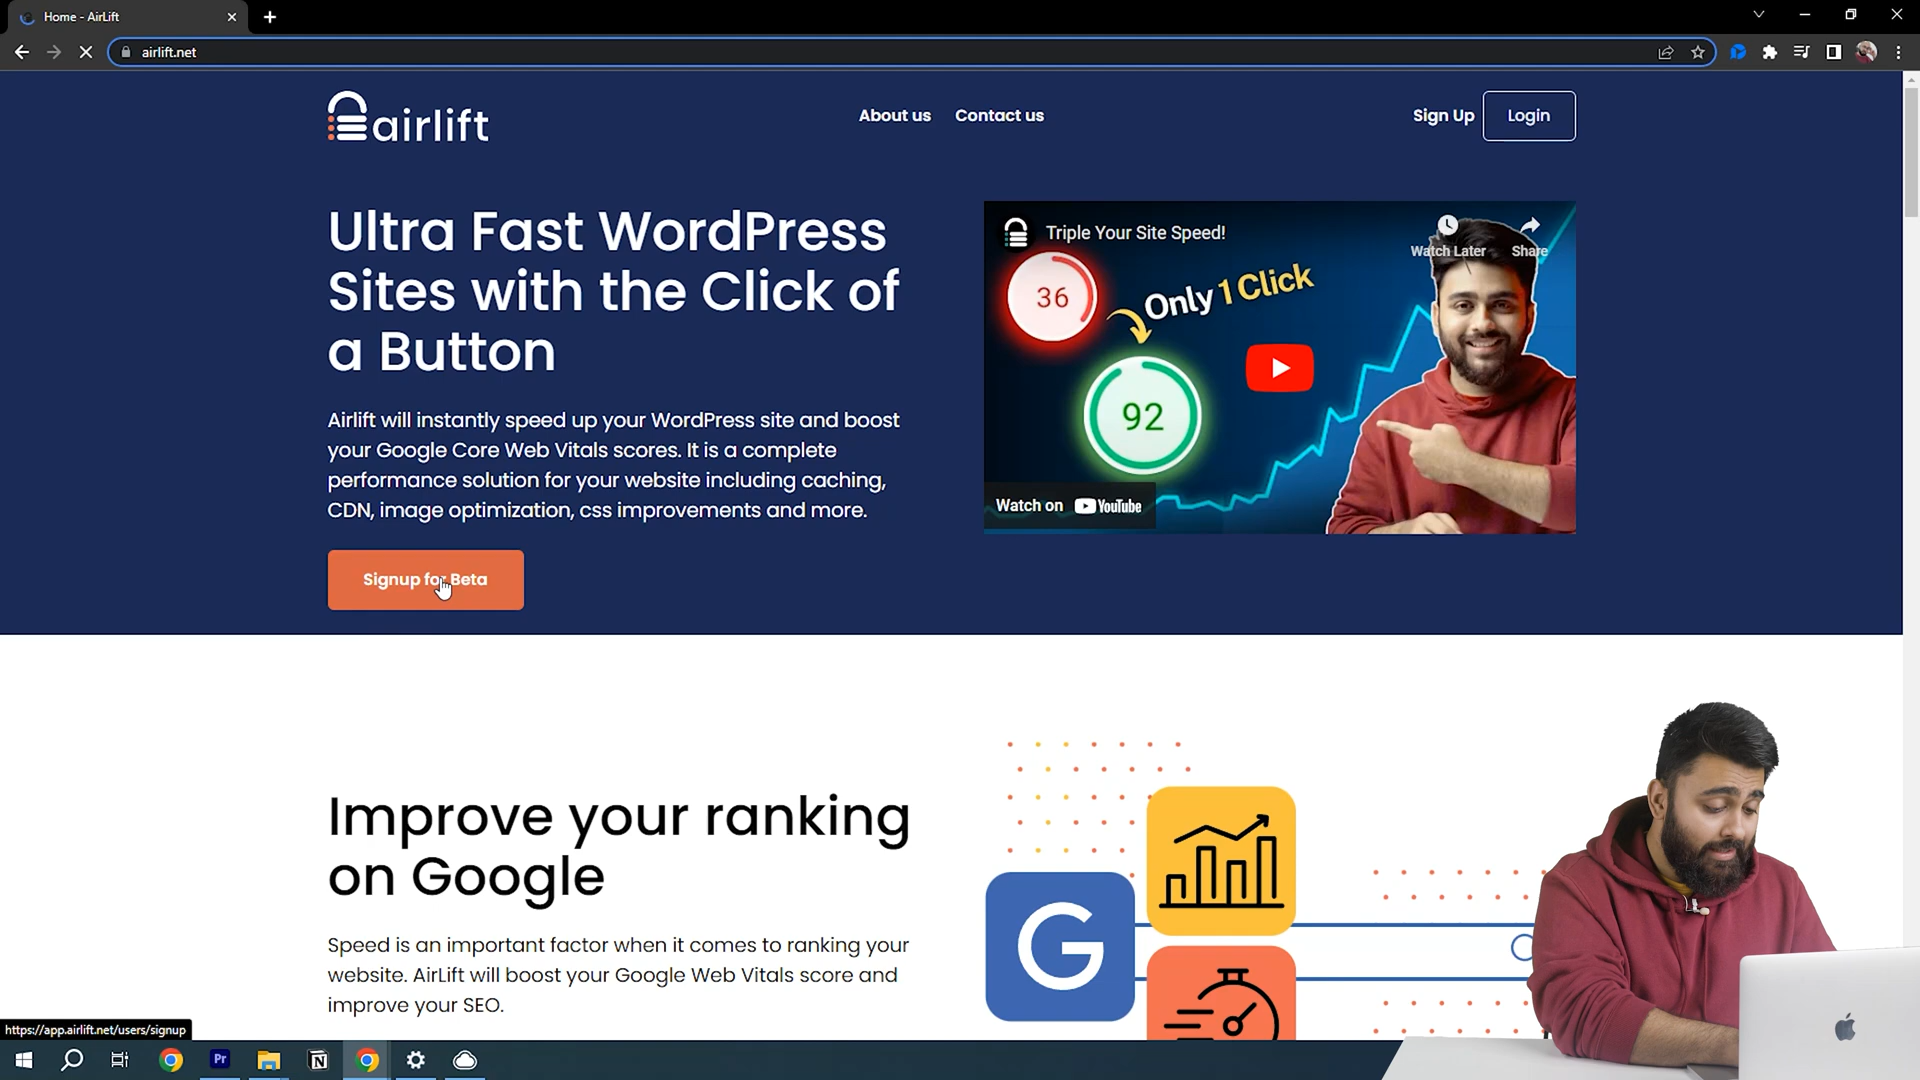 Home - AirLift
airlift.net
airlift
About us
Contact us
Sign Up
Login
Ultra Fast WordPress
Sites with the Click of
a Button
Airlift will instantly speed up your WordPress site and boost
your Google Core Web Vitals scores. It is a complete
performance solution for your website including caching,
CDN, image optimization, css improvements and more.
Signup for Beta
Triple Your Site Speed!
Watch Later
Share
36
Only 1 Click
92
Watch on YouTube
Improve your ranking
on Google
Speed is an important factor when it comes to ranking your
website. AirLift will boost your Google Web Vitals score and
improve your SEO.
G
https://app.airlift.net/users/signup
Pr
N